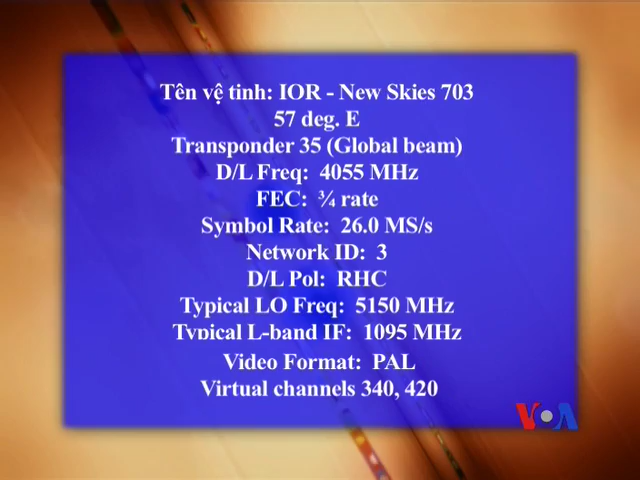 Tên vệ tinh: IOR - New Skies 703
57 deg. E
Transponder 35 (Global beam)
D/L Freq: 4055 MHz
FEC: ¾ rate
Symbol Rate: 26.0 MS/s
Network ID: 3
D/L Pol: RHC
Typical LO Freq: 5150 MHz
Typical L-band IF: 1095 MHz
Video Format: PAL
Virtual channels 340, 420
VOA